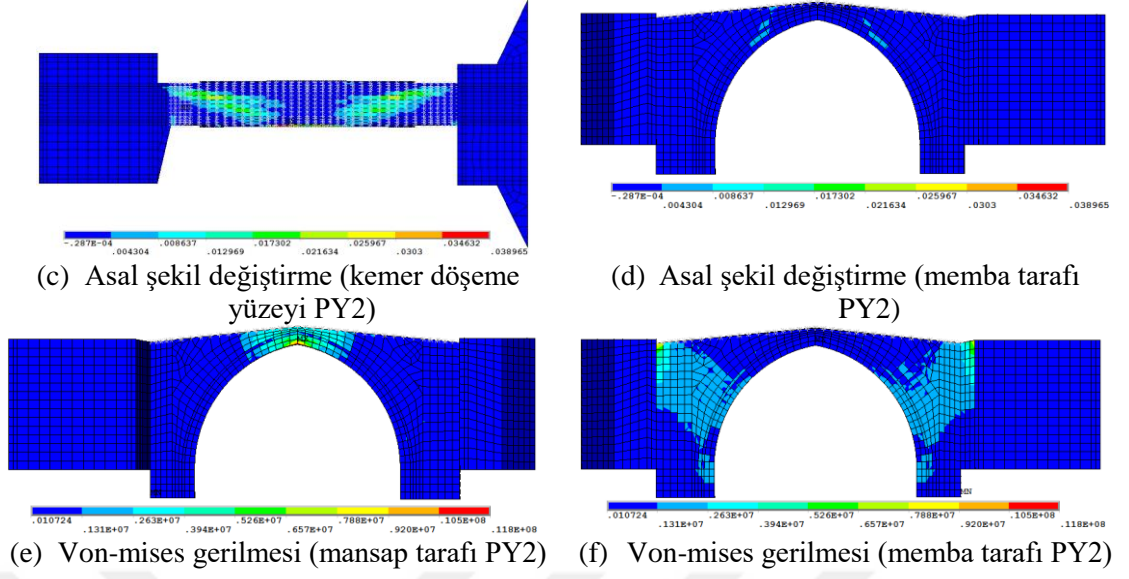 -.287E-04 .008637 .017302 .025967 .034632
.004304 .012969 .021634 .0303 .038965
-.287E-04 .008637 .017302 .025967 .034632
.004304 .012969 .021634 .0303 .038965
(c) Asal şekil değiştirme (kemer döşeme
yüzeyi PY2)
(d) Asal şekil değiştirme (memba tarafı
PY2)
.010724 .263E+07 .526E+07 .788E+07 .105E+08
.131E+07 .394E+07 .657E+07 .920E+07 .118E+08
MN
.010724 .263E+07 .526E+07 .788E+07 .105E+08
.131E+07 .394E+07 .657E+07 .920E+07 .118E+08
(e) Von-mises gerilmesi (mansap tarafı PY2)
(f) Von-mises gerilmesi (memba tarafı PY2)